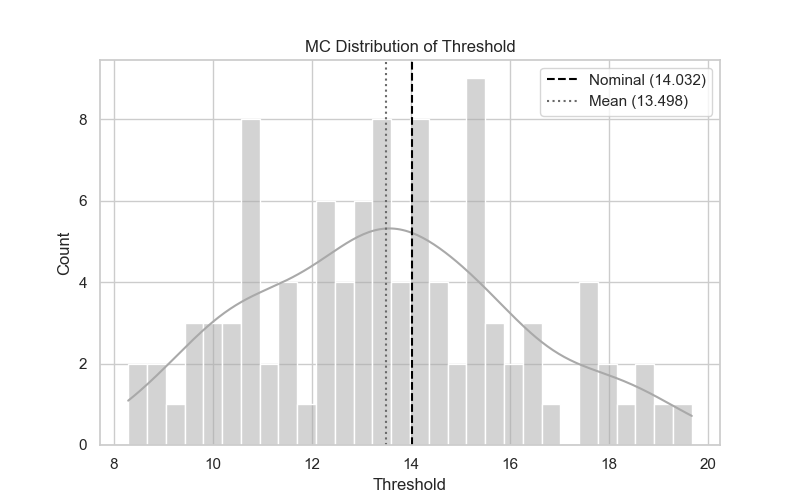 MC Distribution of Threshold
Nominal (14.032)
Mean (13.498)
Count
8
6
4
2
0
8 10 12 14 16 18 20
Threshold